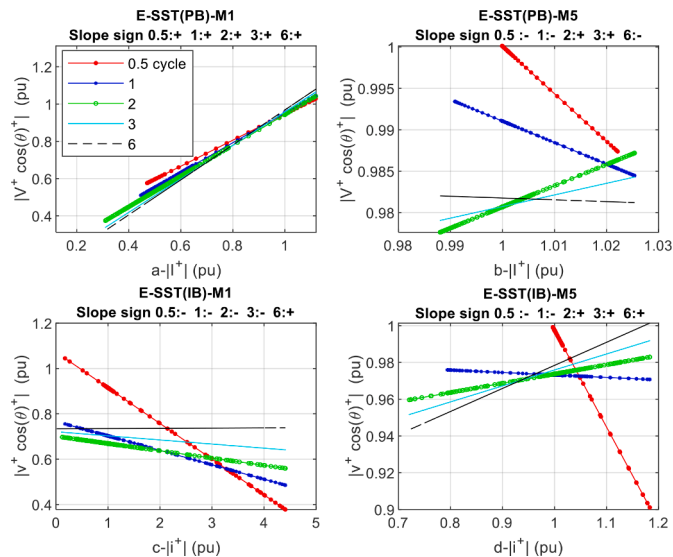 E-SST(PB)-M1
Slope sign 0.5:+ 1:+ 2:+ 3:+ 6:+
1.2
1
0.8
0.6
0.4
0.2 0.4 0.6 0.8 1
|V⁺ cos(θ)⁺| (pu)
a-|I⁺| (pu)
0.5 cycle
1
2
3
6
E-SST(PB)-M5
Slope sign 0.5 :- 1:- 2:+ 3:+ 6:-
1
0.995
0.99
0.985
0.98
0.98 0.99 1 1.01 1.02 1.03
|V⁺ cos(θ)⁺| (pu)
b-|I⁺| (pu)
E-SST(IB)-M1
Slope sign 0.5:- 1:- 2:- 3:- 6:+
1.2
1
0.8
0.6
0.4
0 1 2 3 4 5
|v⁺ cos(θ)⁺| (pu)
c-|i⁺| (pu)
E-SST(IB)-M5
Slope sign 0.5 :- 1:- 2:+ 3:+ 6:+
1
0.98
0.96
0.94
0.92
0.9
0.7 0.8 0.9 1 1.1 1.2
|v⁺ cos(θ)⁺| (pu)
d-|i⁺| (pu)